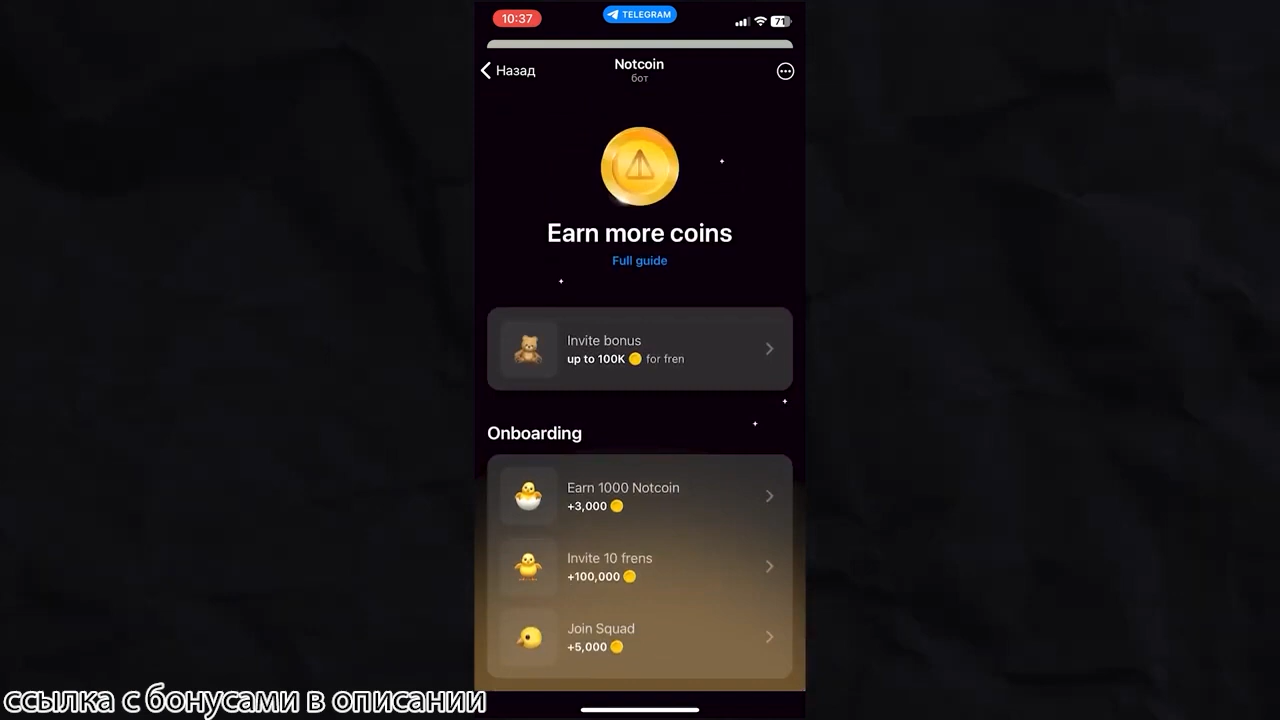 10:37
TELEGRAM
71
Назад
Notcoin
бот
Earn more coins
Full guide
Invite bonus
up to 100K for fren
Onboarding
Earn 1000 Notcoin
+3,000
Invite 10 frens
+100,000
Join Squad
+5,000
ссылка с бонусами в описании